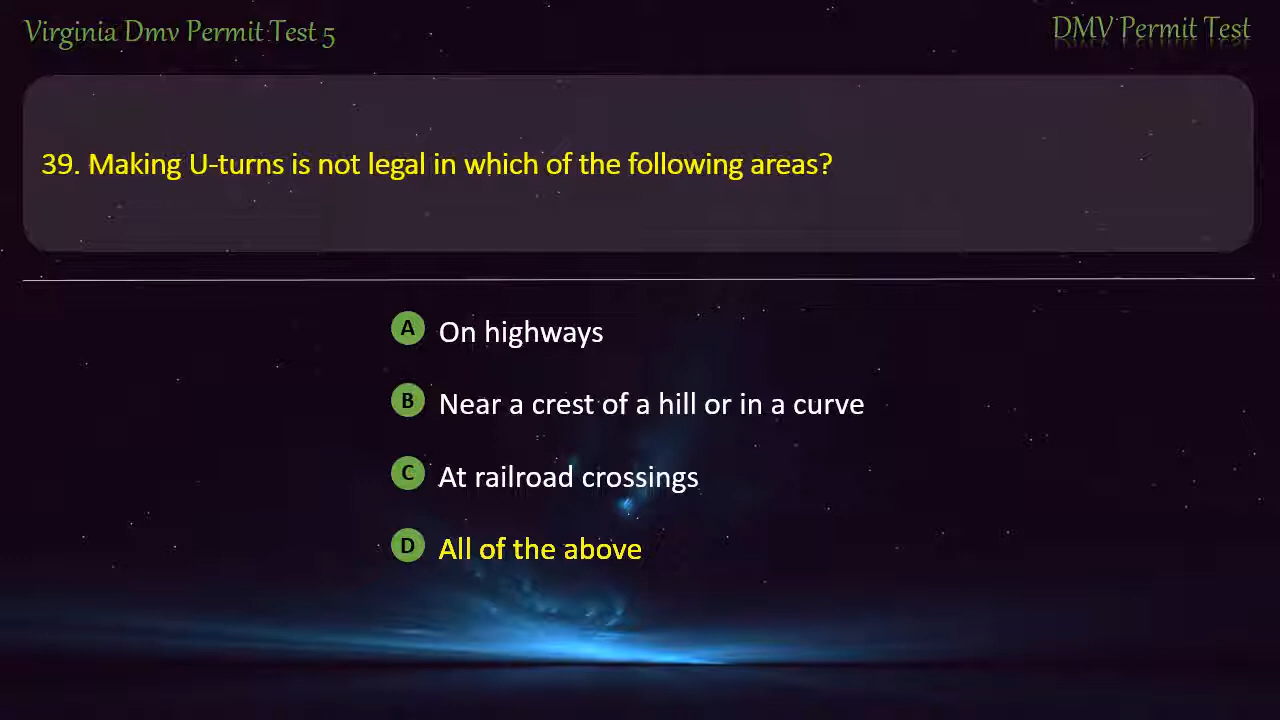 Virginia Dmv Permit Test 5
DMV Permit Test
39. Making U-turns is not legal in which of the following areas?
A On highways
B Near a crest of a hill or in a curve
C At railroad crossings
D All of the above